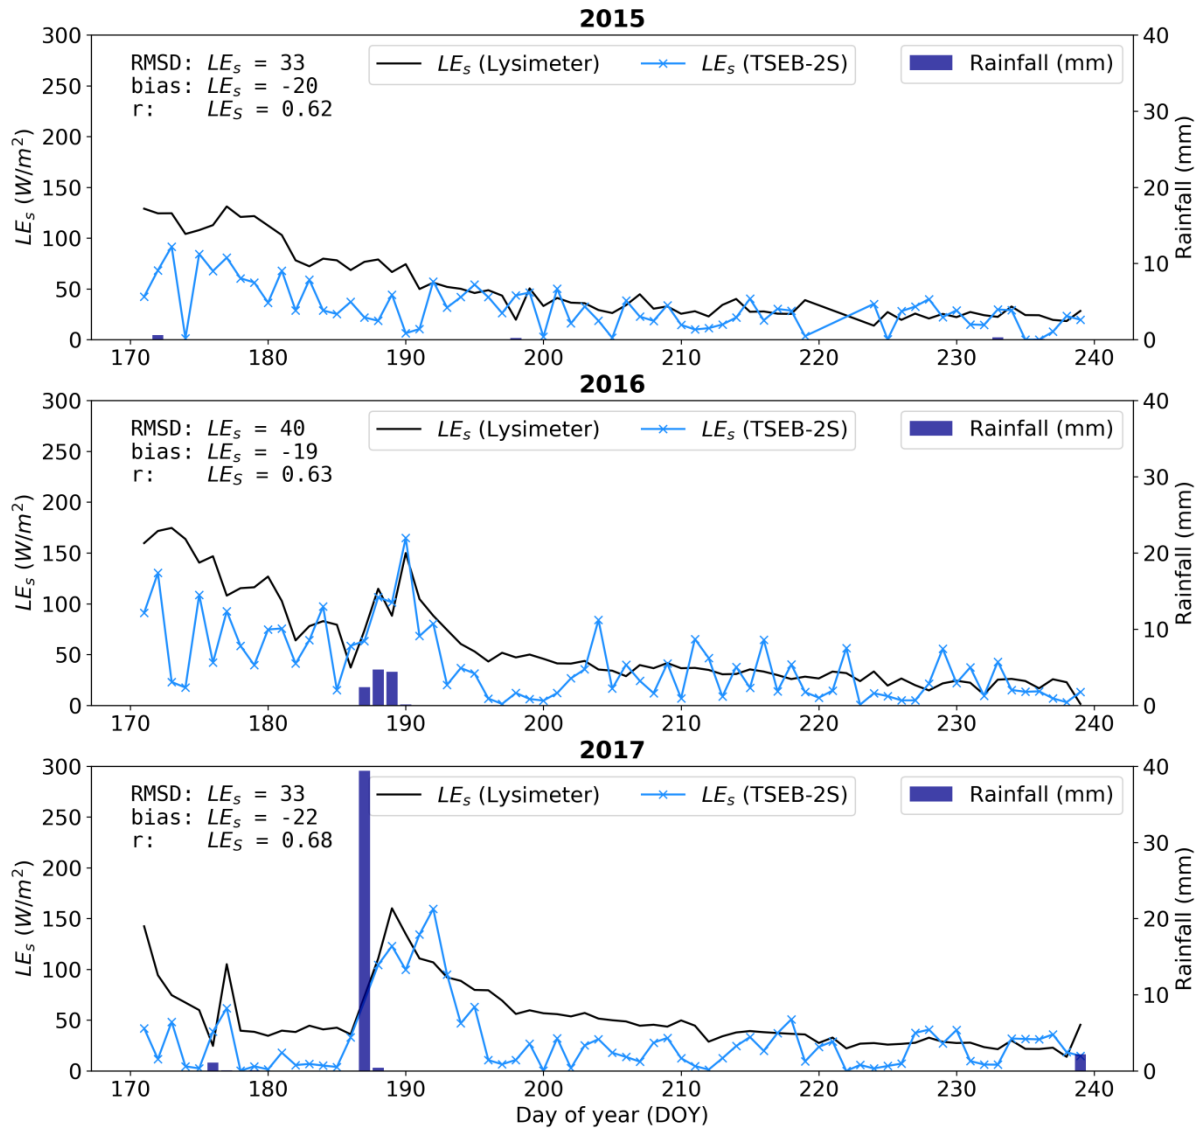 2015
RMSD: LEs = 33
bias: LEs = -20
r: LES = 0.62
LEs (Lysimeter)
LEs (TSEB-2S)
Rainfall (mm)
300
250
200
150
100
50
0
LEs (W/m²)
40
30
20
10
0
Rainfall (mm)
170 180 190 200 210 220 230 240
2016
RMSD: LEs = 40
bias: LEs = -19
r: LES = 0.63
LEs (Lysimeter)
LEs (TSEB-2S)
Rainfall (mm)
300
250
200
150
100
50
0
LEs (W/m²)
40
30
20
10
0
Rainfall (mm)
170 180 190 200 210 220 230 240
2017
RMSD: LEs = 33
bias: LEs = -22
r: LES = 0.68
LEs (Lysimeter)
LEs (TSEB-2S)
Rainfall (mm)
300
250
200
150
100
50
0
LEs (W/m²)
40
30
20
10
0
Rainfall (mm)
170 180 190 200 210 220 230 240
Day of year (DOY)